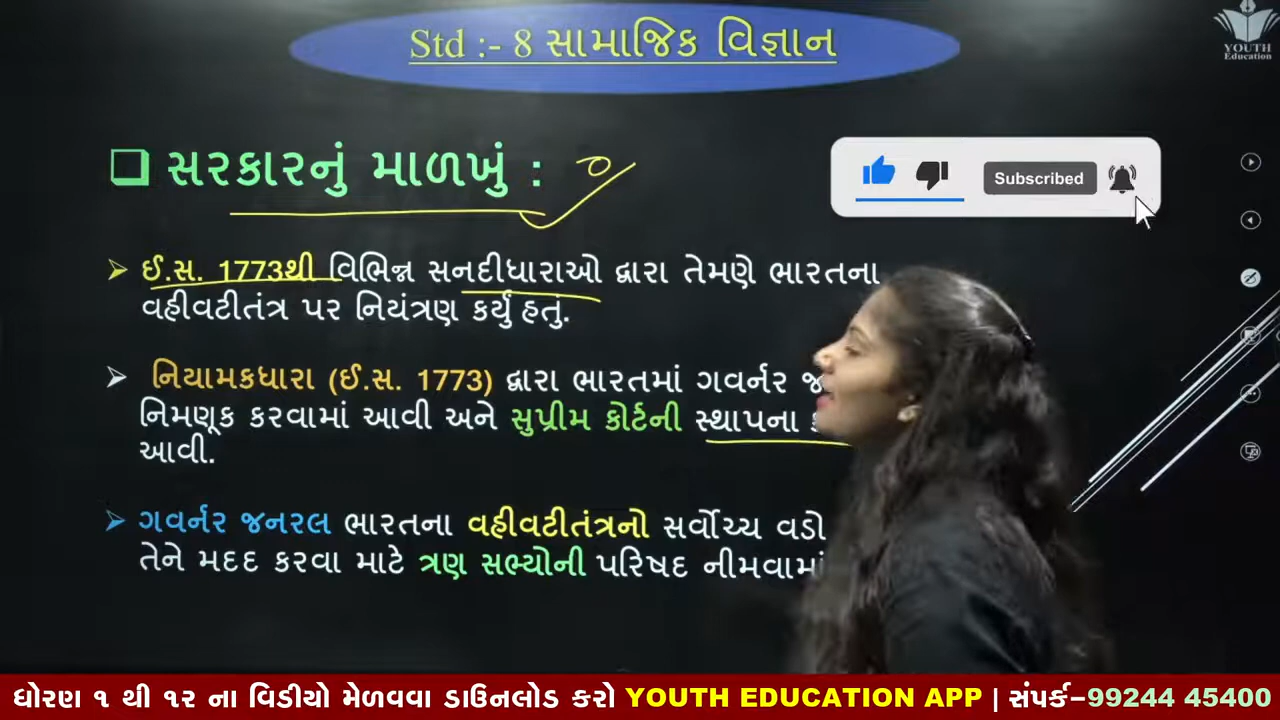 Std :- 8 સામાજિક વિજ્ઞાન
YOUTH
Education
સરકારનું માળખું :
Subscribed
ઈ.સ. 1773થી વિભિન્ન સનદીધારાઓ દ્વારા તેમણે ભારતના
વહીવટીતંત્ર પર નિયંત્રણ કર્યું હતું.
નિયામકધારા (ઈ.સ. 1773) દ્વારા ભારતમાં ગવર્નર
નિમણૂક કરવામાં આવી અને સુપ્રીમ કોર્ટની સ્થાપના
આવી.
ગવર્નર જનરલ ભારતના વહીવટીતંત્રનો સર્વોચ્ચ વડો
તેને મદદ કરવા માટે ત્રણ સભ્યોની પરિષદ નીમવામાં
ધોરણ ૧ થી ૧૨ ના વિડીયો મેળવવા ડાઉનલોડ કરો YOUTH EDUCATION APP | સંપર્ક-99244 45400